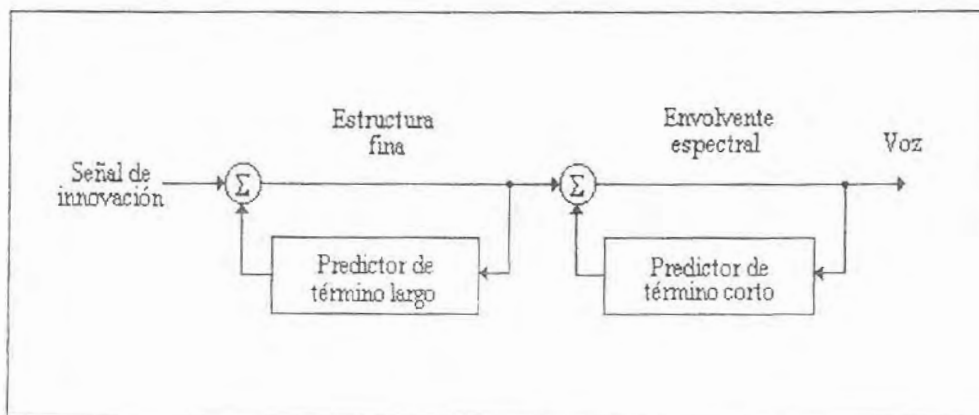 Estructura
fina
Envolvente
espectral
Voz
Señal de
innovación
Σ
Σ
Predictor de
término largo
Predictor de
término corto